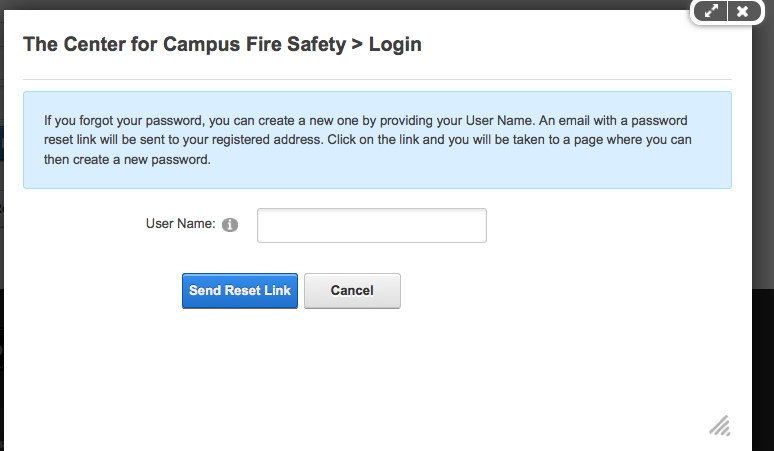 The Center for Campus Fire Safety > Login
If you forgot your password, you can create a new one by providing your User Name. An email with a password
reset link will be sent to your registered address. Click on the link and you will be taken to a page where you can
then create a new password.
User Name:
Send Reset Link
Cancel